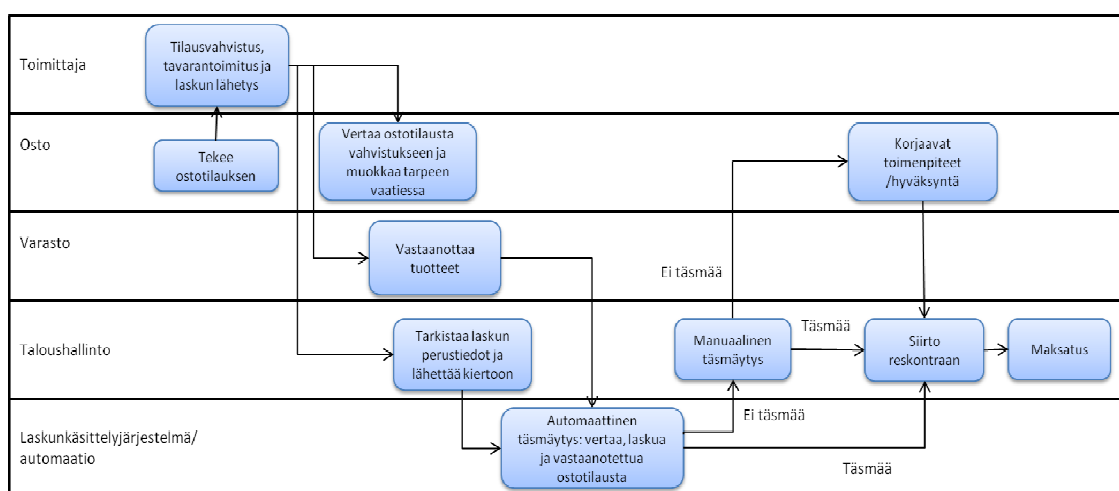 Toimittaja
Tilausvahvistus,
tavarantoimitus ja
laskun lähetys
Osto
Tekee
ostotilauksen
Vertaa ostotilausta
vahvistukseen ja
muokkaa tarpeen
vaatiessa
Korjaavat
toimenpiteet
/hyväksyntä
Varasto
Vastaanottaa
tuotteet
Ei täsmää
Taloushallinto
Tarkistaa laskun
perustiedot ja
lähettää kiertoon
Manuaalinen
täsmäytys
Täsmää
Siirto
reskontraan
Maksatus
Laskunkäsittelyjärjestelmä/
automaatio
Automaattinen
täsmäytys: vertaa, laskua
ja vastaanotettua
ostotilausta
Ei täsmää
Täsmää